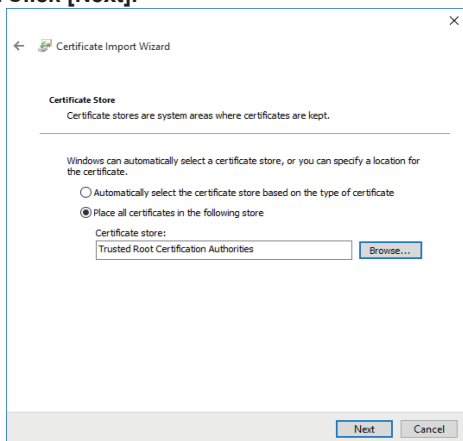 Click [Next].
Certificate Import Wizard
Certificate Store
Certificate stores are system areas where certificates are kept.
Windows can automatically select a certificate store, or you can specify a location for
the certificate.
Automatically select the certificate store based on the type of certificate
Place all certificates in the following store
Certificate store:
Trusted Root Certification Authorities
Browse...
Next Cancel